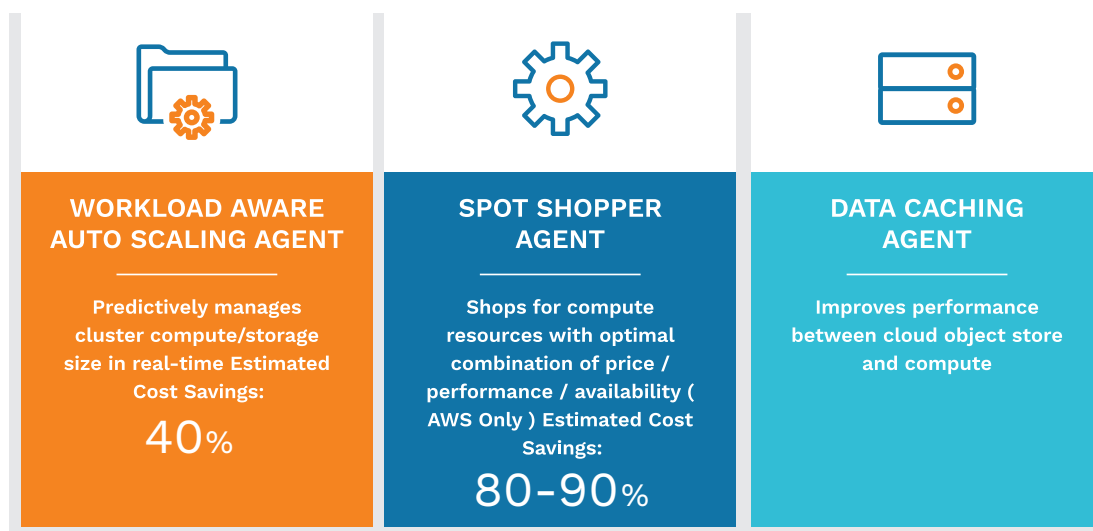 WORKLOAD AWARE
AUTO SCALING AGENT
Predictively manages
cluster compute/storage
size in real-time Estimated
Cost Savings:
40%
SPOT SHOPPER
AGENT
Shops for compute
resources with optimal
combination of price /
performance / availability (
AWS Only ) Estimated Cost
Savings:
80-90%
DATA CACHING
AGENT
Improves performance
between cloud object store
and compute